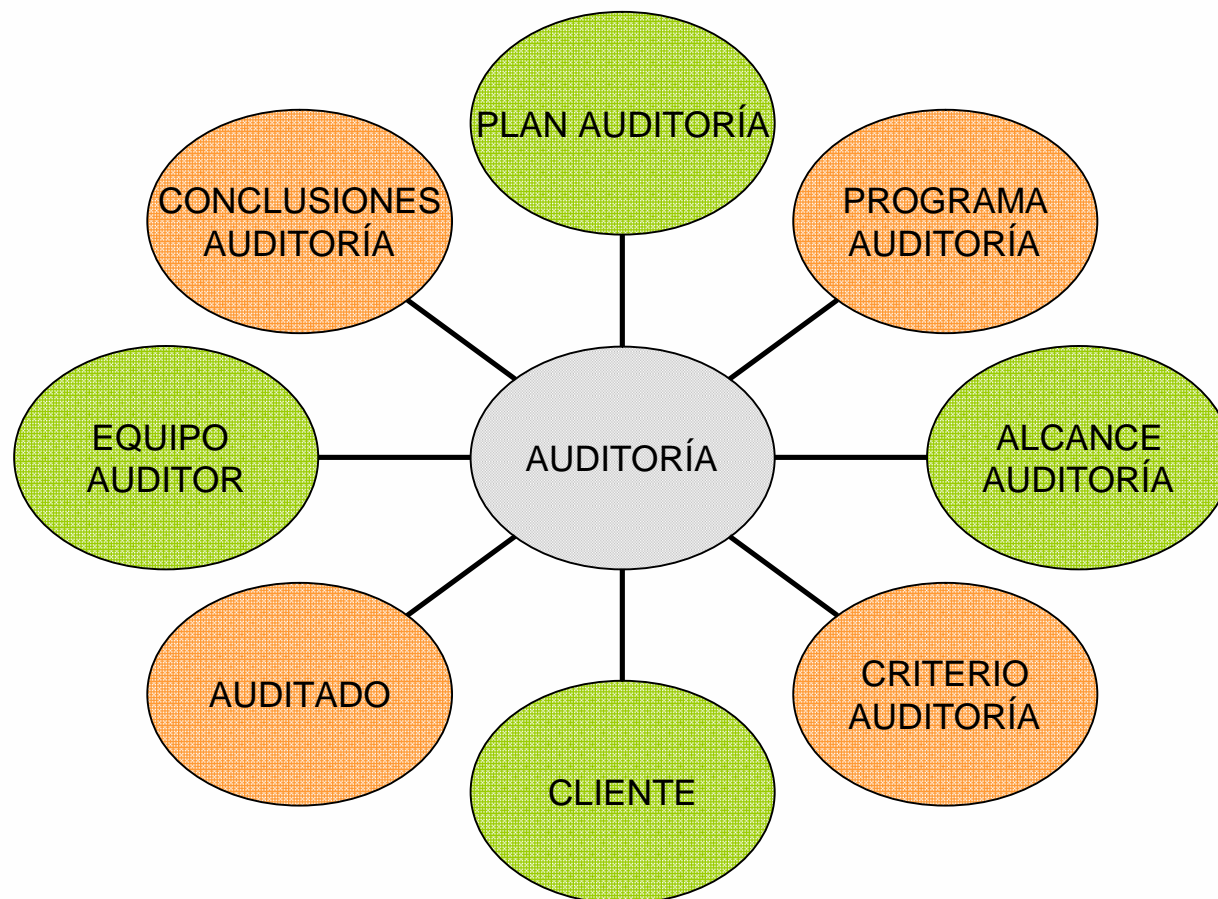 PLAN AUDITORÍA
CONCLUSIONES
AUDITORÍA
PROGRAMA
AUDITORÍA
EQUIPO
AUDITOR
AUDITORÍA
ALCANCE
AUDITORÍA
AUDITADO
CRITERIO
AUDITORÍA
CLIENTE